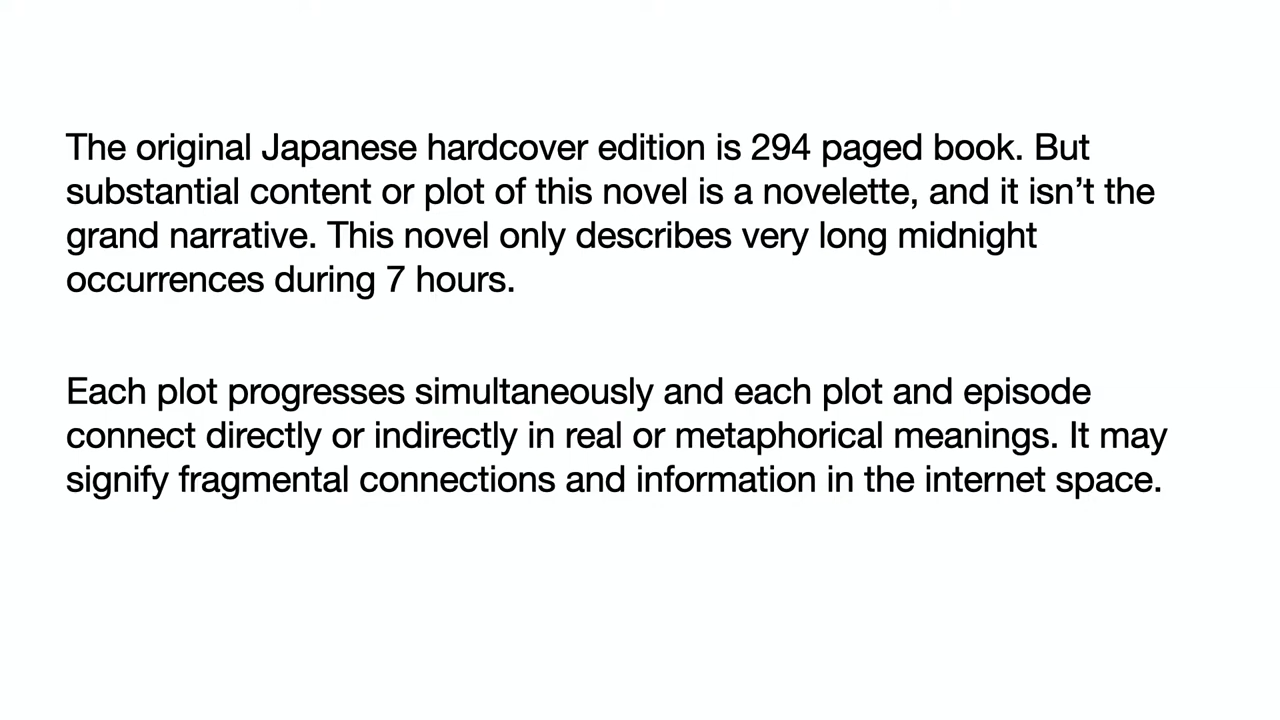 The original Japanese hardcover edition is 294 paged book. But
substantial content or plot of this novel is a novelette, and it isn’t the
grand narrative. This novel only describes very long midnight
occurrences during 7 hours.
Each plot progresses simultaneously and each plot and episode
connect directly or indirectly in real or metaphorical meanings. It may
signify fragmental connections and information in the internet space.